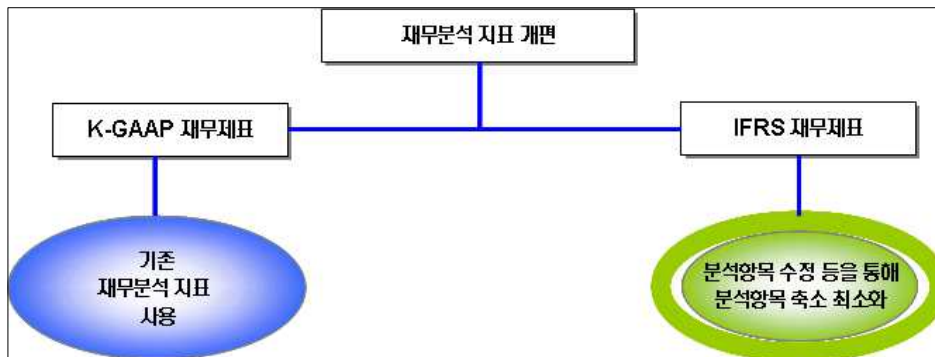 재무분석 지표 개편
K-GAAP 재무제표
IFRS 재무제표
기존
재무분석 지표
사용
분석항목 수정 등을 통해
분석항목 축소 최소화